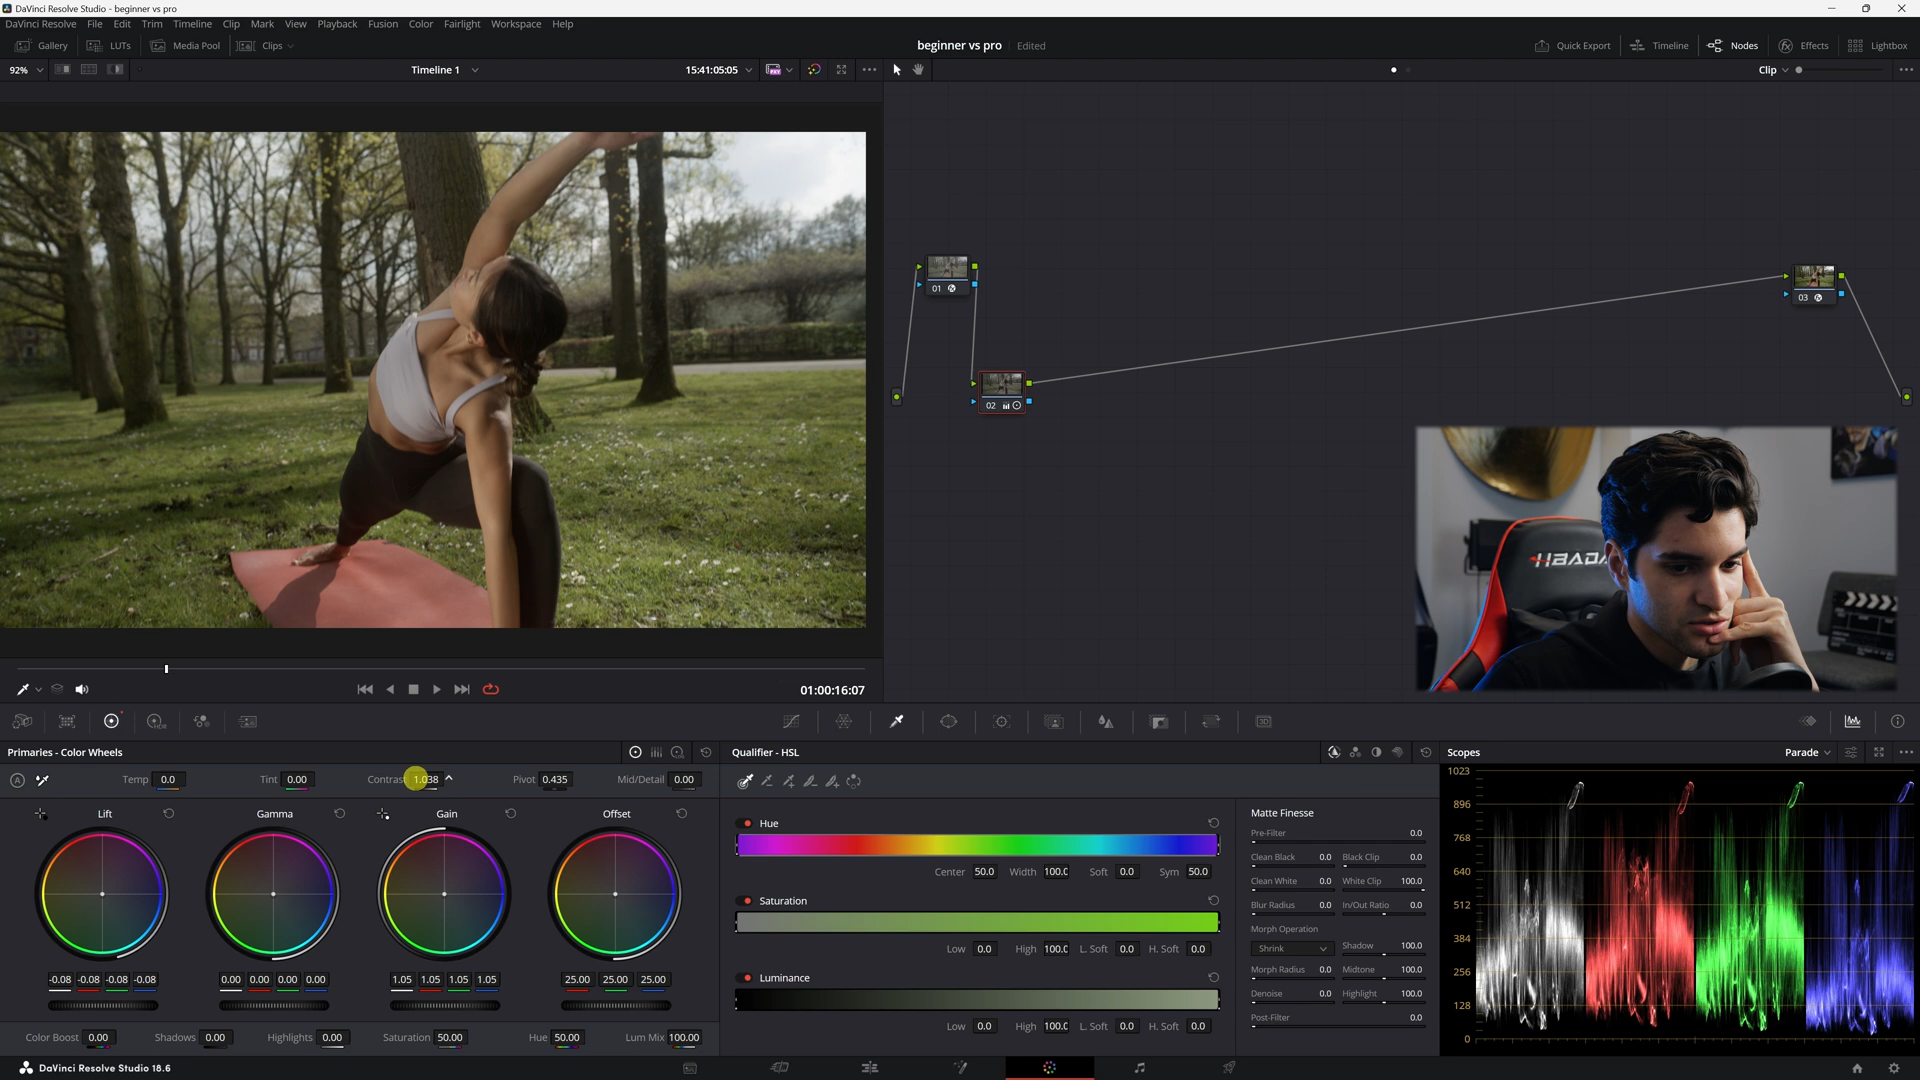 DaVinci Resolve Studio - beginner vs pro
DaVinci Resolve File Edit Trim Timeline Clip Mark View Playback Fusion Color Fairlight Workspace Help
Gallery LUTs Media Pool Clips beginner vs pro Edited Quick Export Timeline Nodes Effects Lightbox
92% Timeline 1 15:41:05:05 Clip
01
03
02
HBADA
01:00:16:07
HDR
3D
Primaries - Color Wheels Qualifier - HSL Scopes Parade
A Temp 0.0 Tint 0.00 Contrast 1.038 Pivot 0.435 Mid/Detail 0.00
Lift Gamma Gain Offset
-0.08 -0.08 -0.08 -0.08 0.00 0.00 0.00 0.00 1.05 1.05 1.05 1.05 25.00 25.00 25.00
Color Boost 0.00 Shadows 0.00 Highlights 0.00 Saturation 50.00 Hue 50.00 Lum Mix 100.00
Hue
Center 50.0 Width 100.0 Soft 0.0 Sym 50.0
Saturation
Low 0.0 High 100.0 L. Soft 0.0 H. Soft 0.0
Luminance
Low 0.0 High 100.0 L. Soft 0.0 H. Soft 0.0
Matte Finesse
Pre-Filter 0.0
Clean Black 0.0 Black Clip 0.0
Clean White 0.0 White Clip 100.0
Blur Radius 0.0 In/Out Ratio 0.0
Morph Operation
Shrink Shadow 100.0
Morph Radius 0.0 Midtone 100.0
Denoise 0.0 Highlight 100.0
Post-Filter 0.0
1023
896
768
640
512
384
256
128
0
DaVinci Resolve Studio 18.6